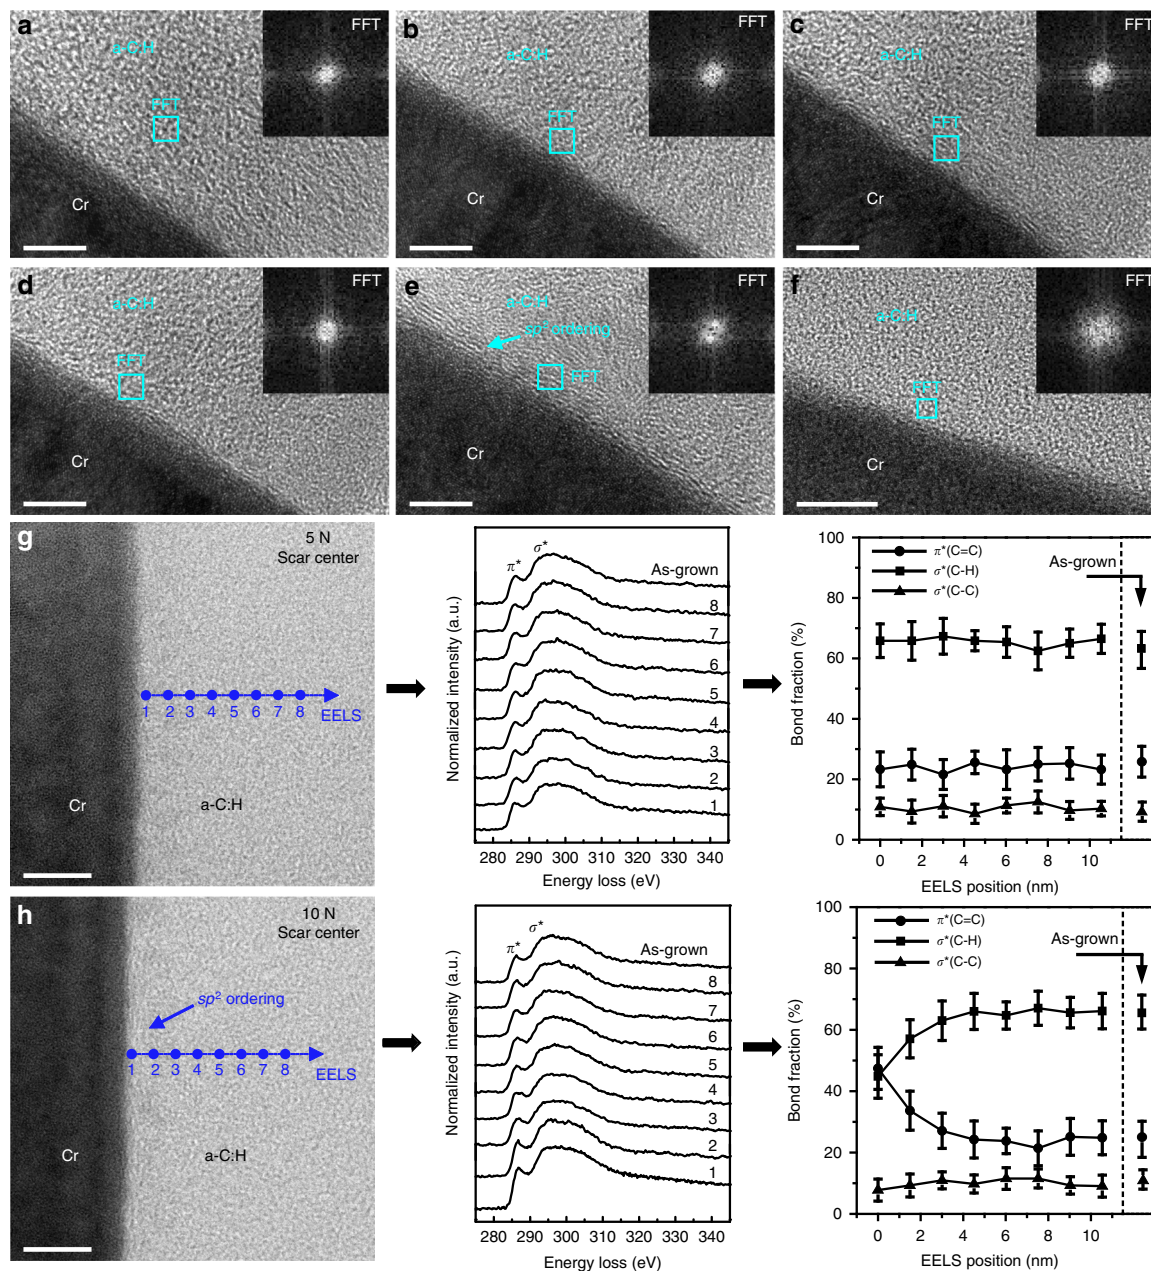 a
a-C:H
FFT
Cr
FFT
b
a-C:H
FFT
Cr
FFT
c
a-C:H
FFT
Cr
FFT
d
a-C:H
FFT
Cr
FFT
e
a-C:H
sp² ordering
FFT
Cr
FFT
f
a-C:H
FFT
Cr
FFT
g
5 N
Scar center
1 2 3 4 5 6 7 8
EELS
Cr
a-C:H
Normalized intensity (a.u.)
π* σ*
As-grown
8
7
6
5
4
3
2
1
280 290 300 310 320 330 340
Energy loss (eV)
Bond fraction (%)
100
80
60
40
20
0
π*(C=C)
σ*(C-H)
σ*(C-C)
As-grown
0 2 4 6 8 10
EELS position (nm)
h
10 N
Scar center
sp² ordering
1 2 3 4 5 6 7 8
EELS
Cr
a-C:H
Normalized intensity (a.u.)
π* σ*
As-grown
8
7
6
5
4
3
2
1
280 290 300 310 320 330 340
Energy loss (eV)
Bond fraction (%)
100
80
60
40
20
0
π*(C=C)
σ*(C-H)
σ*(C-C)
As-grown
0 2 4 6 8 10
EELS position (nm)